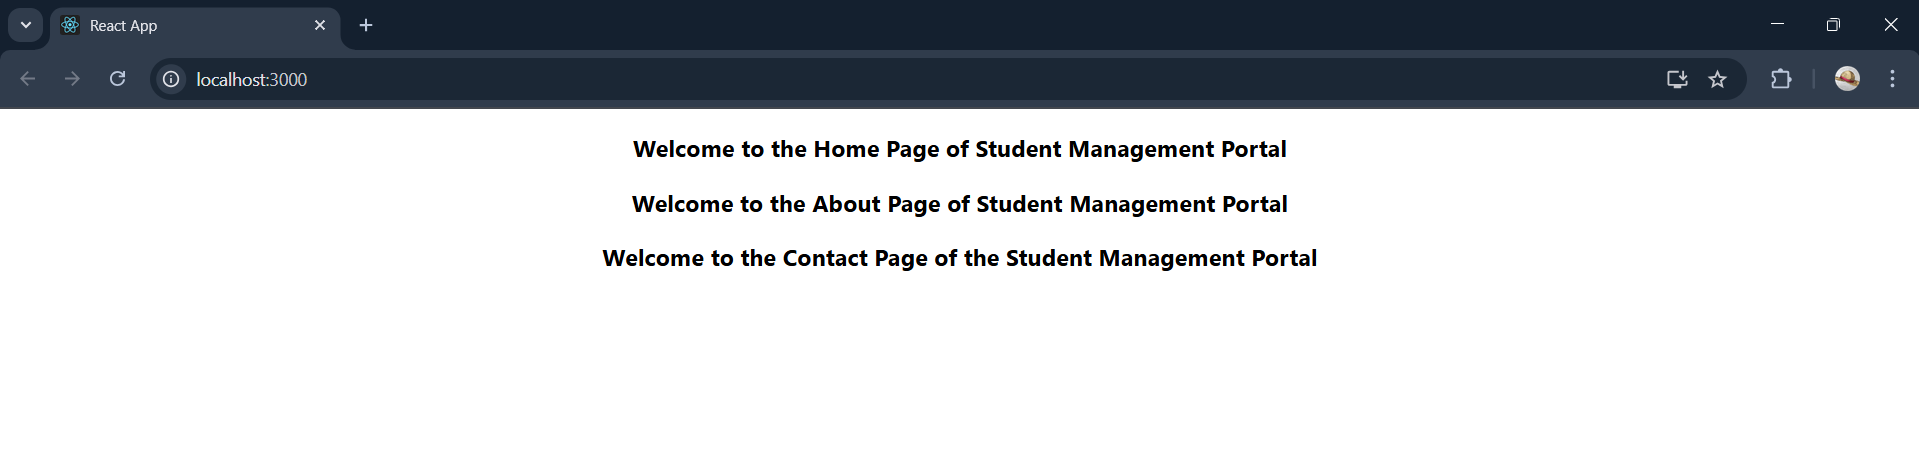 React App
localhost:3000
Welcome to the Home Page of Student Management Portal
Welcome to the About Page of Student Management Portal
Welcome to the Contact Page of the Student Management Portal